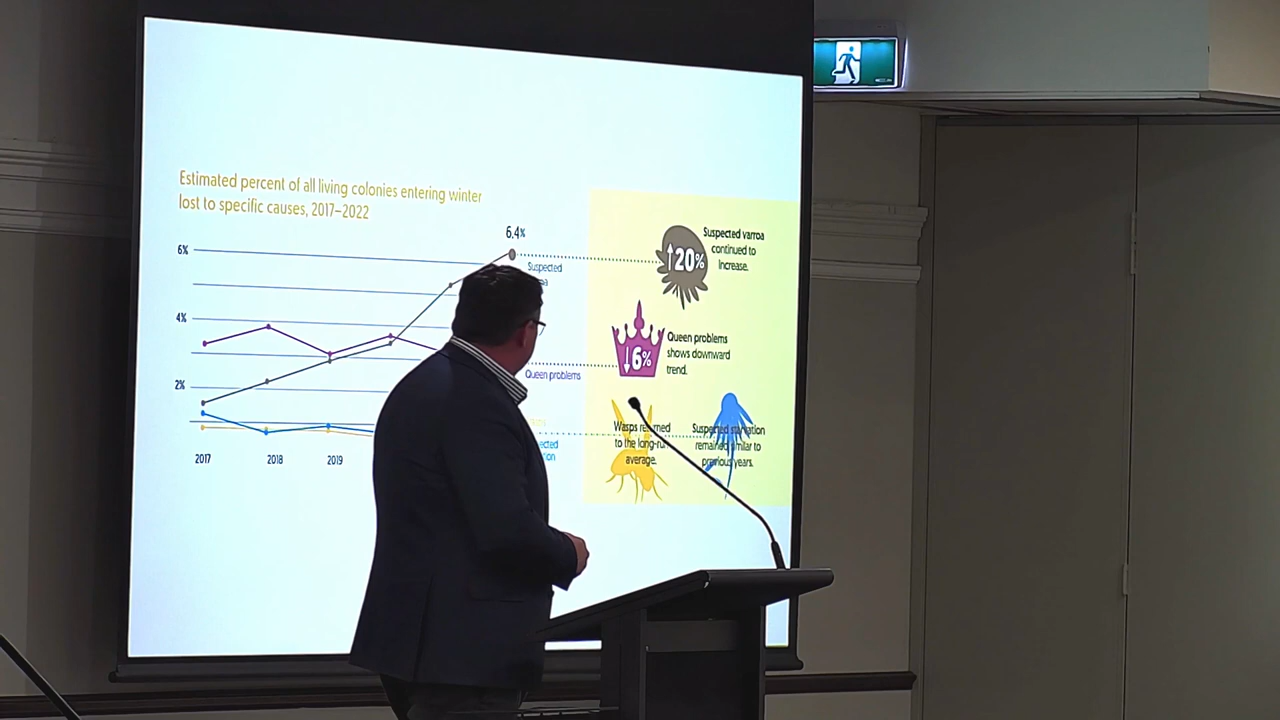 Estimated percent of all living colonies entering winter
lost to specific causes, 2017–2022
6.4%
6%
4%
2%
Suspected
Queen problems
2017
2018
2019
↑20%
Suspected varroa
continued to
increase.
↓6%
Queen problems
shows downward
trend.
Wasps returned
to the long-run
average.
Suspected starvation
remained similar to
previous years.